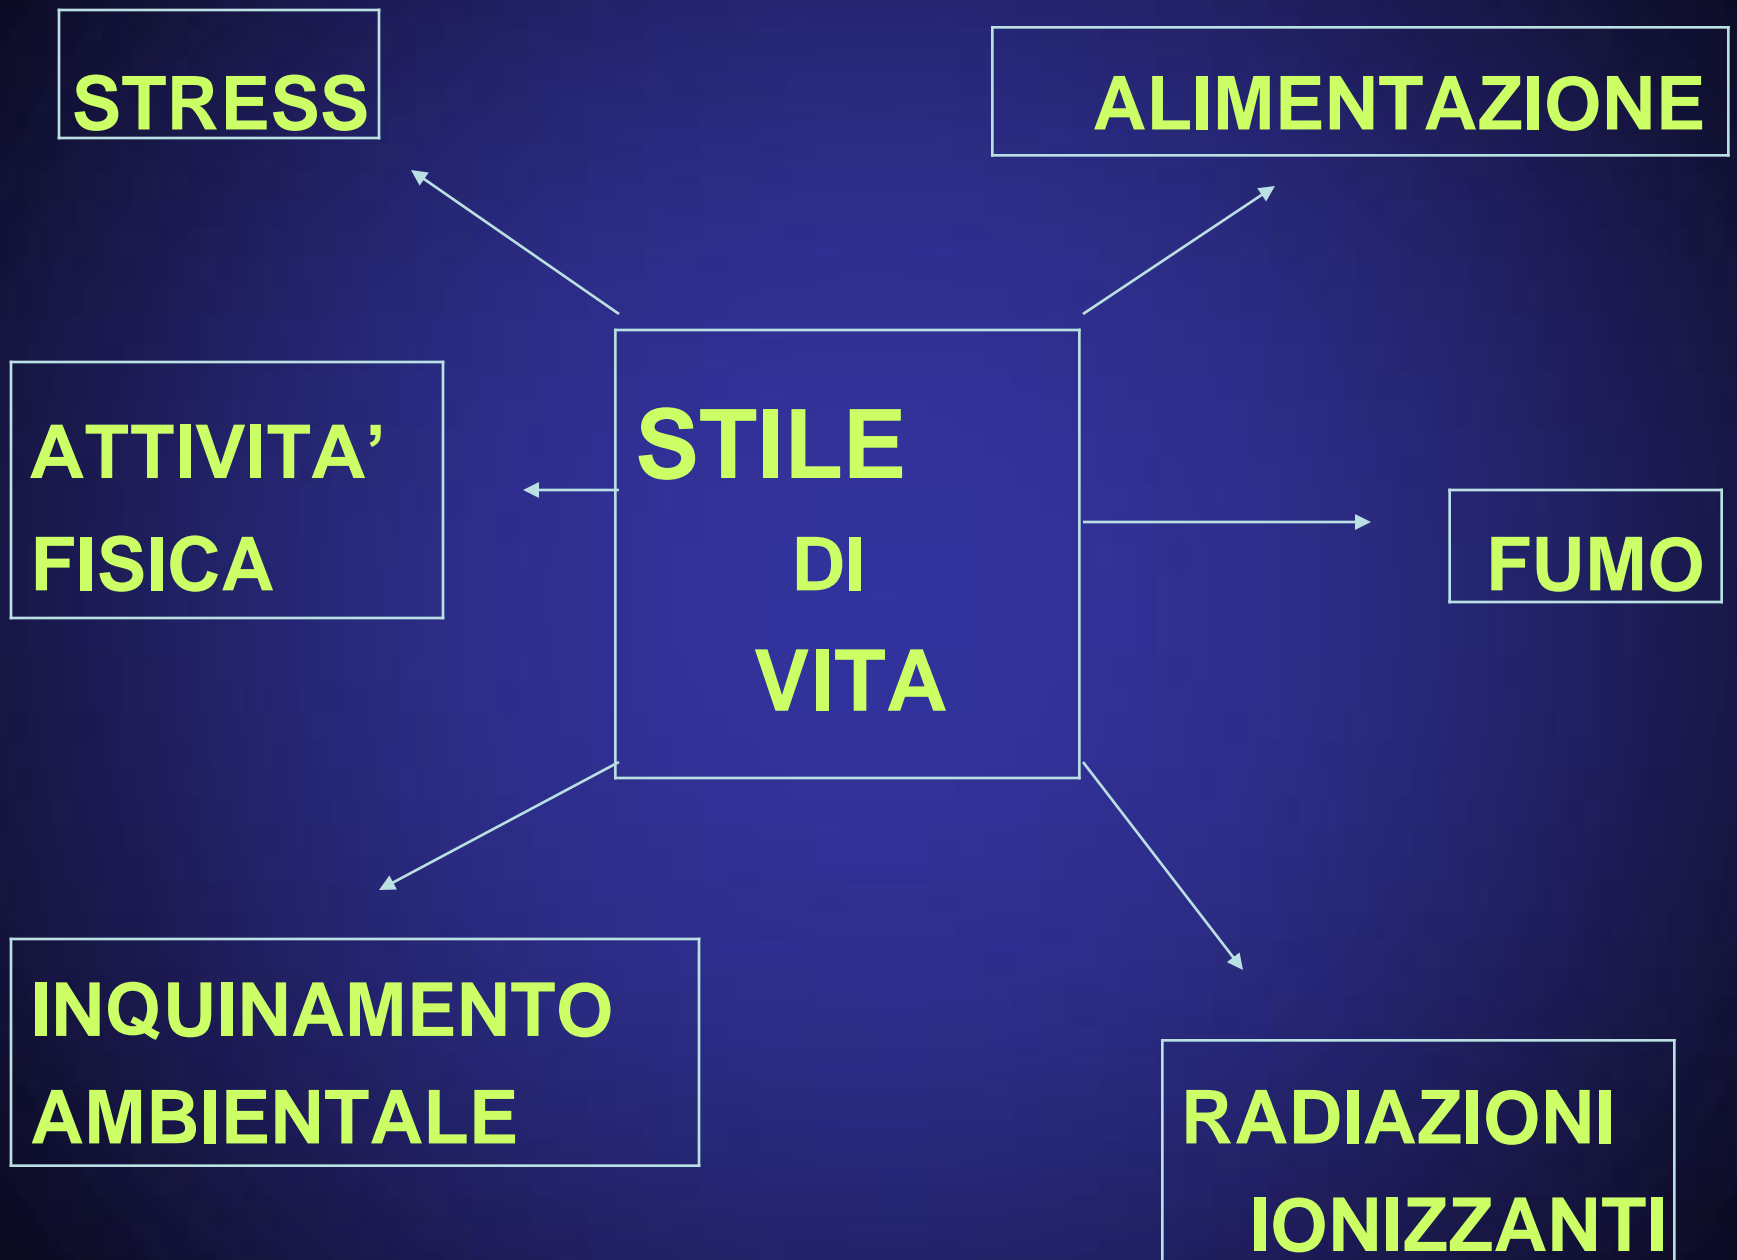 STRESS
ALIMENTAZIONE
ATTIVITA’
FISICA
STILE
DI
VITA
FUMO
INQUINAMENTO
AMBIENTALE
RADIAZIONI
IONIZZANTI